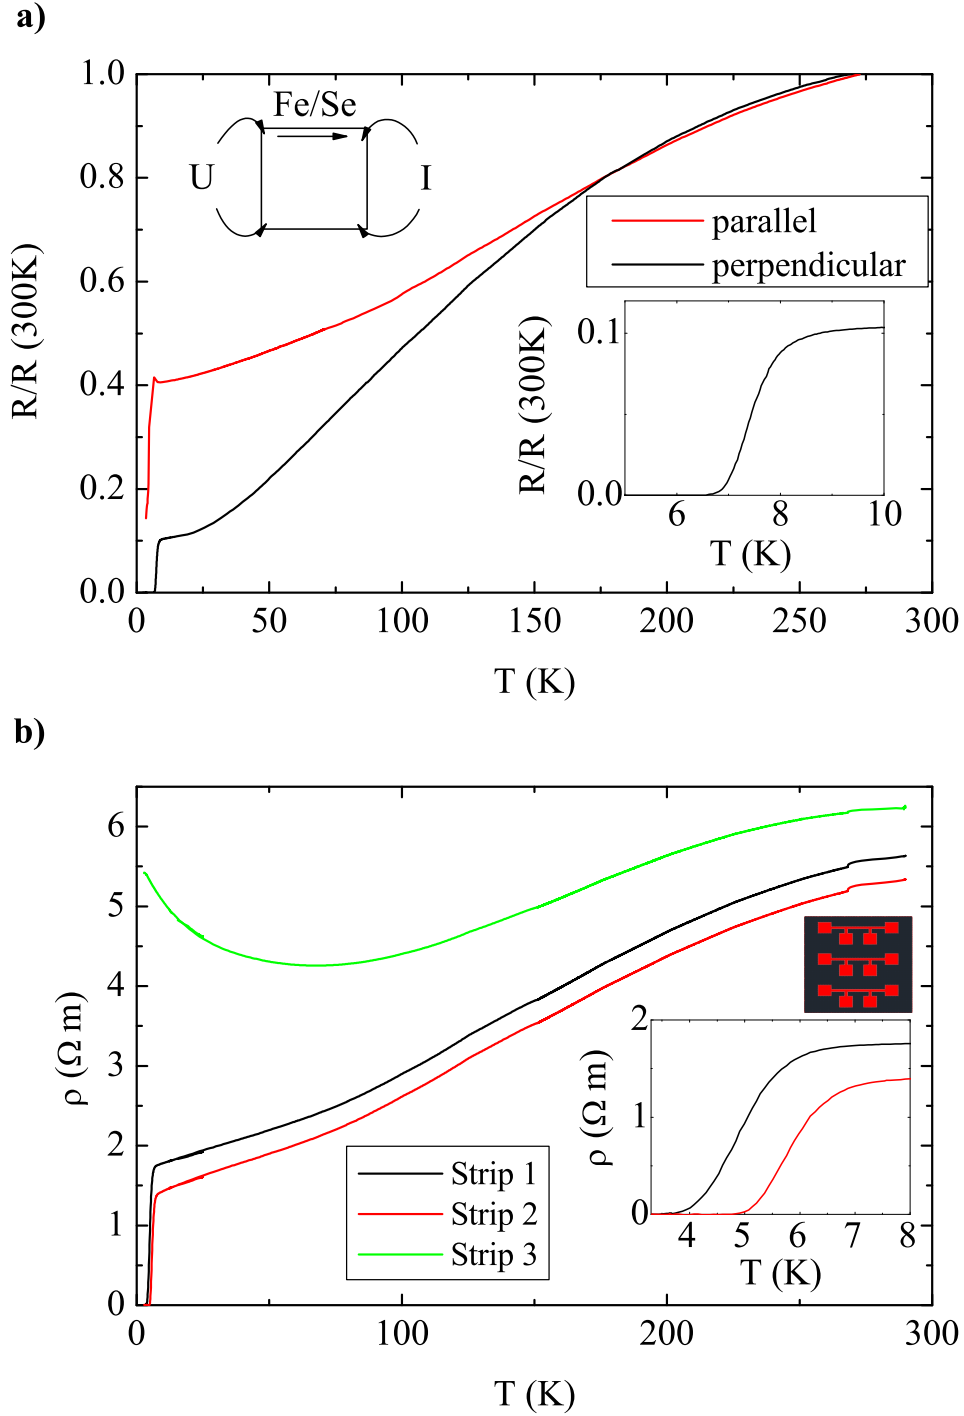 a)
1.0
0.8
0.6
0.4
0.2
0.0
R/R (300K)
Fe/Se
U
I
parallel
perpendicular
R/R (300K)
0.1
0.0
6 8 10
T (K)
0 50 100 150 200 250 300
T (K)
b)
6
5
4
3
2
1
0
ρ (Ω m)
Strip 1
Strip 2
Strip 3
ρ (Ω m)
2
1
0
4 5 6 7 8
T (K)
0 100 200 300
T (K)